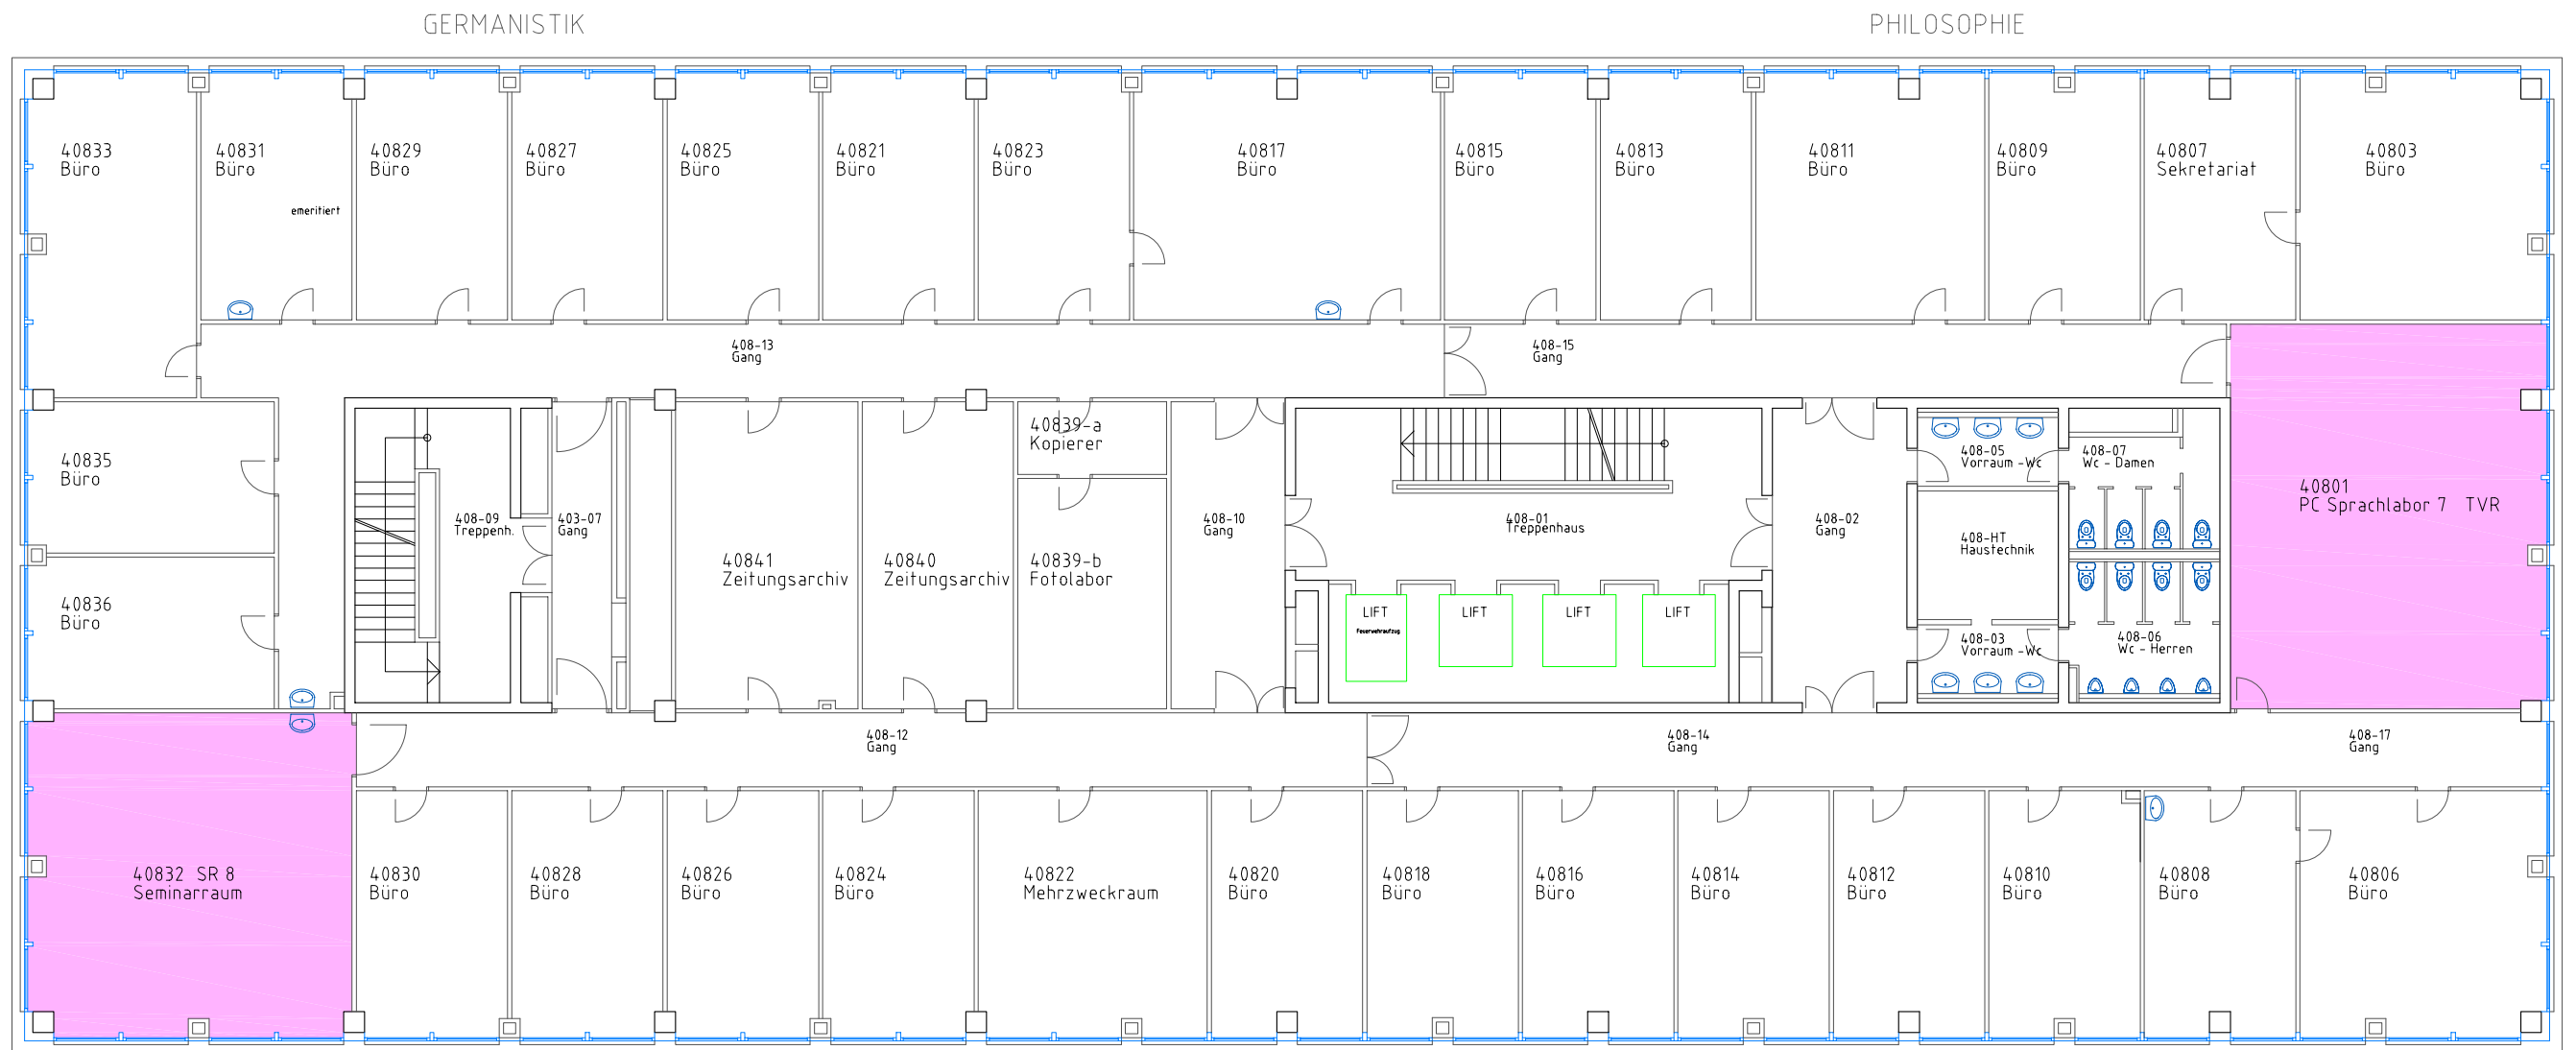 GERMANISTIK
PHILOSOPHIE
40833
Büro
40831
Büro
emeritiert
40829
Büro
40827
Büro
40825
Büro
40821
Büro
40823
Büro
40817
Büro
40815
Büro
40813
Büro
40811
Büro
40809
Büro
40807
Sekretariat
40803
Büro
408-13
Gang
408-15
Gang
40835
Büro
40836
Büro
408-09
Treppenh.
403-07
Gang
40841
Zeitungsarchiv
40840
Zeitungsarchiv
40839-a
Kopierer
40839-b
Fotolabor
408-10
Gang
408-01
Treppenhaus
LIFT
Feuerwehraufzug
LIFT
LIFT
LIFT
408-02
Gang
408-05
Vorraum -Wc
408-07
Wc - Damen
408-HT
Haustechnik
408-03
Vorraum -Wc
408-06
Wc - Herren
40801
PC Sprachlabor 7 TVR
408-12
Gang
408-14
Gang
408-17
Gang
40832 SR 8
Seminarraum
40830
Büro
40828
Büro
40826
Büro
40824
Büro
40822
Mehrzweckraum
40820
Büro
40818
Büro
40816
Büro
40814
Büro
40812
Büro
40810
Büro
40808
Büro
40806
Büro